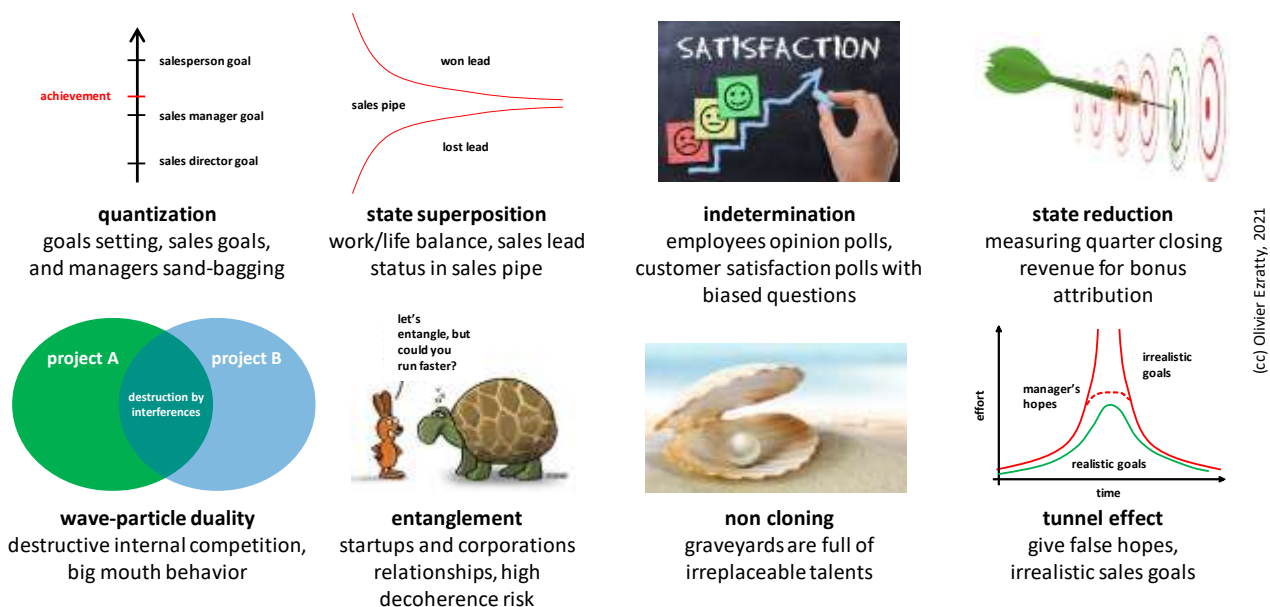 salesperson goal
achievement
sales manager goal
sales director goal
quantization
goals setting, sales goals,
and managers sand-bagging
won lead
sales pipe
lost lead
state superposition
work/life balance, sales lead
status in sales pipe
SATISFACTION
indetermination
employees opinion polls,
customer satisfaction polls with
biased questions
state reduction
measuring quarter closing
revenue for bonus
attribution
project A
project B
destruction by
interferences
wave-particle duality
destructive internal competition,
big mouth behavior
let's
entangle, but
could you
run faster?
entanglement
startups and corporations
relationships, high
decoherence risk
non cloning
graveyards are full of
irreplaceable talents
effort
manager's
hopes
irrealistic
goals
realistic goals
time
tunnel effect
give false hopes,
irrealistic sales goals
(cc) Olivier Ezratty, 2021